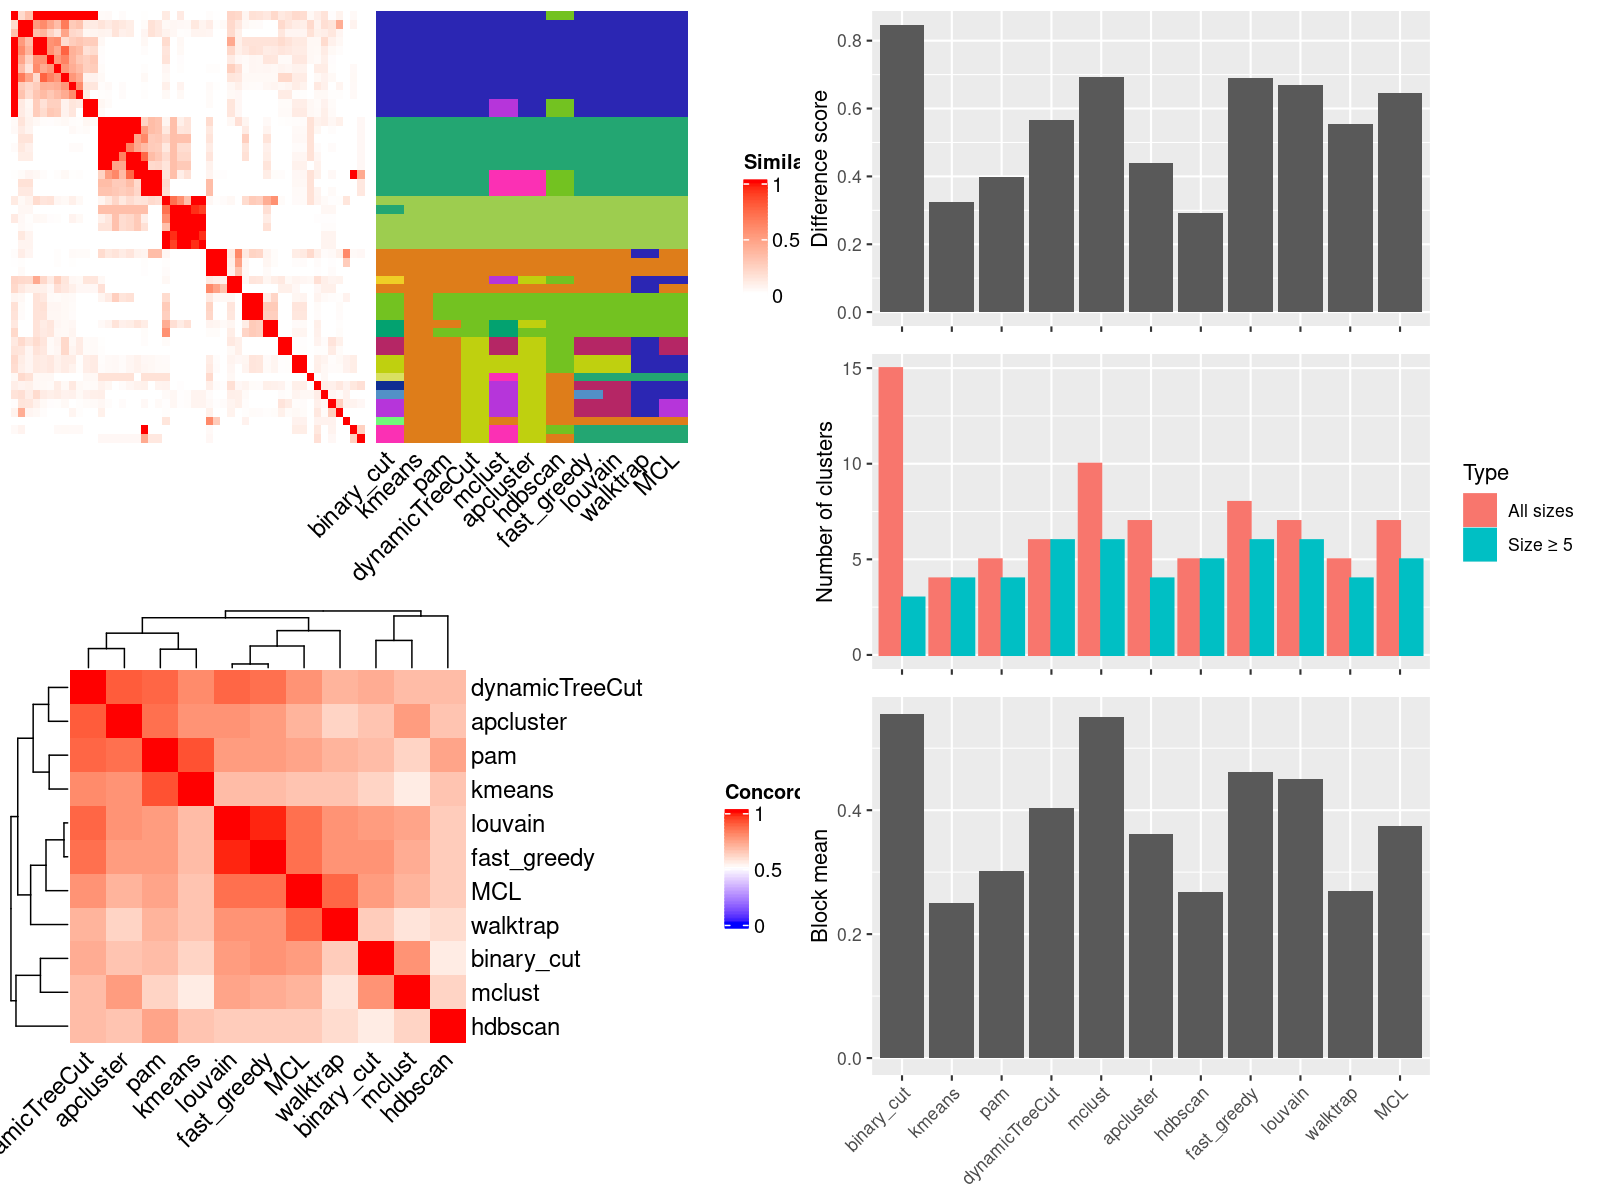 Simila
1
0.5
0
binary_cut
kmeans
pam
dynamicTreeCut
mclust
apcluster
hdbscan
fast_greedy
louvain
walktrap
MCL
dynamicTreeCut
apcluster
pam
kmeans
louvain
fast_greedy
MCL
walktrap
binary_cut
mclust
hdbscan
Concord
1
0.5
0
amicTreeCut
apcluster
pam
kmeans
louvain
fast_greedy
MCL
walktrap
binary_cut
mclust
hdbscan
Difference score
0.8
0.6
0.4
0.2
0.0
Number of clusters
15
10
5
0
Type
All sizes
Size ≥ 5
Block mean
0.4
0.2
0.0
binary_cut
kmeans
pam
dynamicTreeCut
mclust
apcluster
hdbscan
fast_greedy
louvain
walktrap
MCL